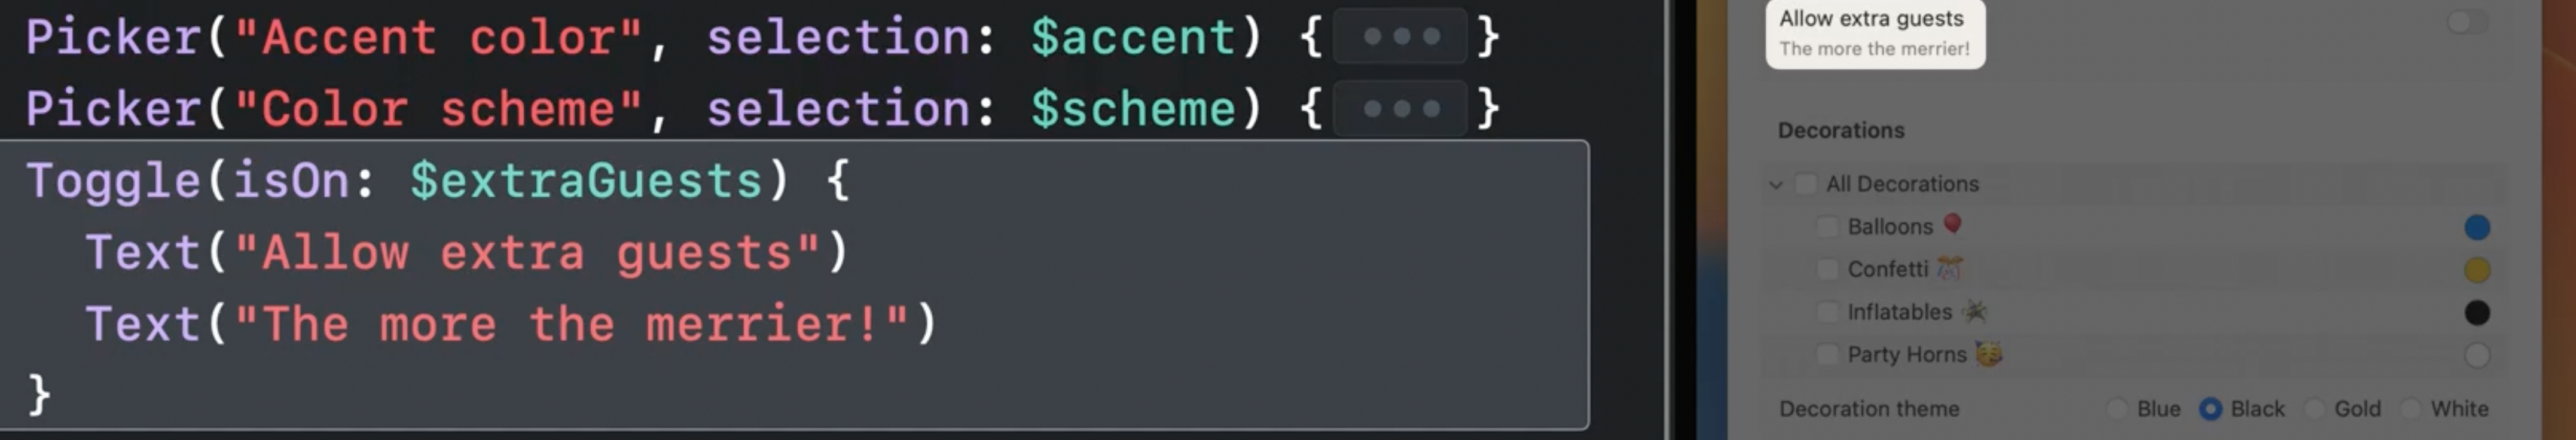 Picker("Accent color", selection: $accent) {•••}
Picker("Color scheme", selection: $scheme) {•••}
Toggle(isOn: $extraGuests) {
  Text("Allow extra guests")
  Text("The more the merrier!")
}
Allow extra guests
The more the merrier!
Decorations
All Decorations
Balloons 🎈
Confetti 🎊
Inflatables 🪅
Party Horns 🥳
Decoration theme Blue Black Gold White